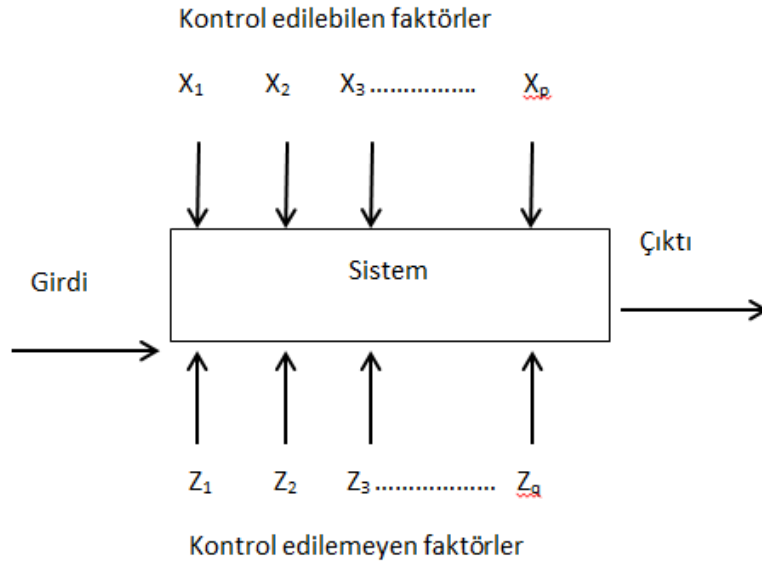 Kontrol edilebilen faktörler
X₁ X₂ X₃ ................ Xₚ
Çıktı
Sistem
Girdi
Z₁ Z₂ Z₃ .................... Z_q
Kontrol edilemeyen faktörler